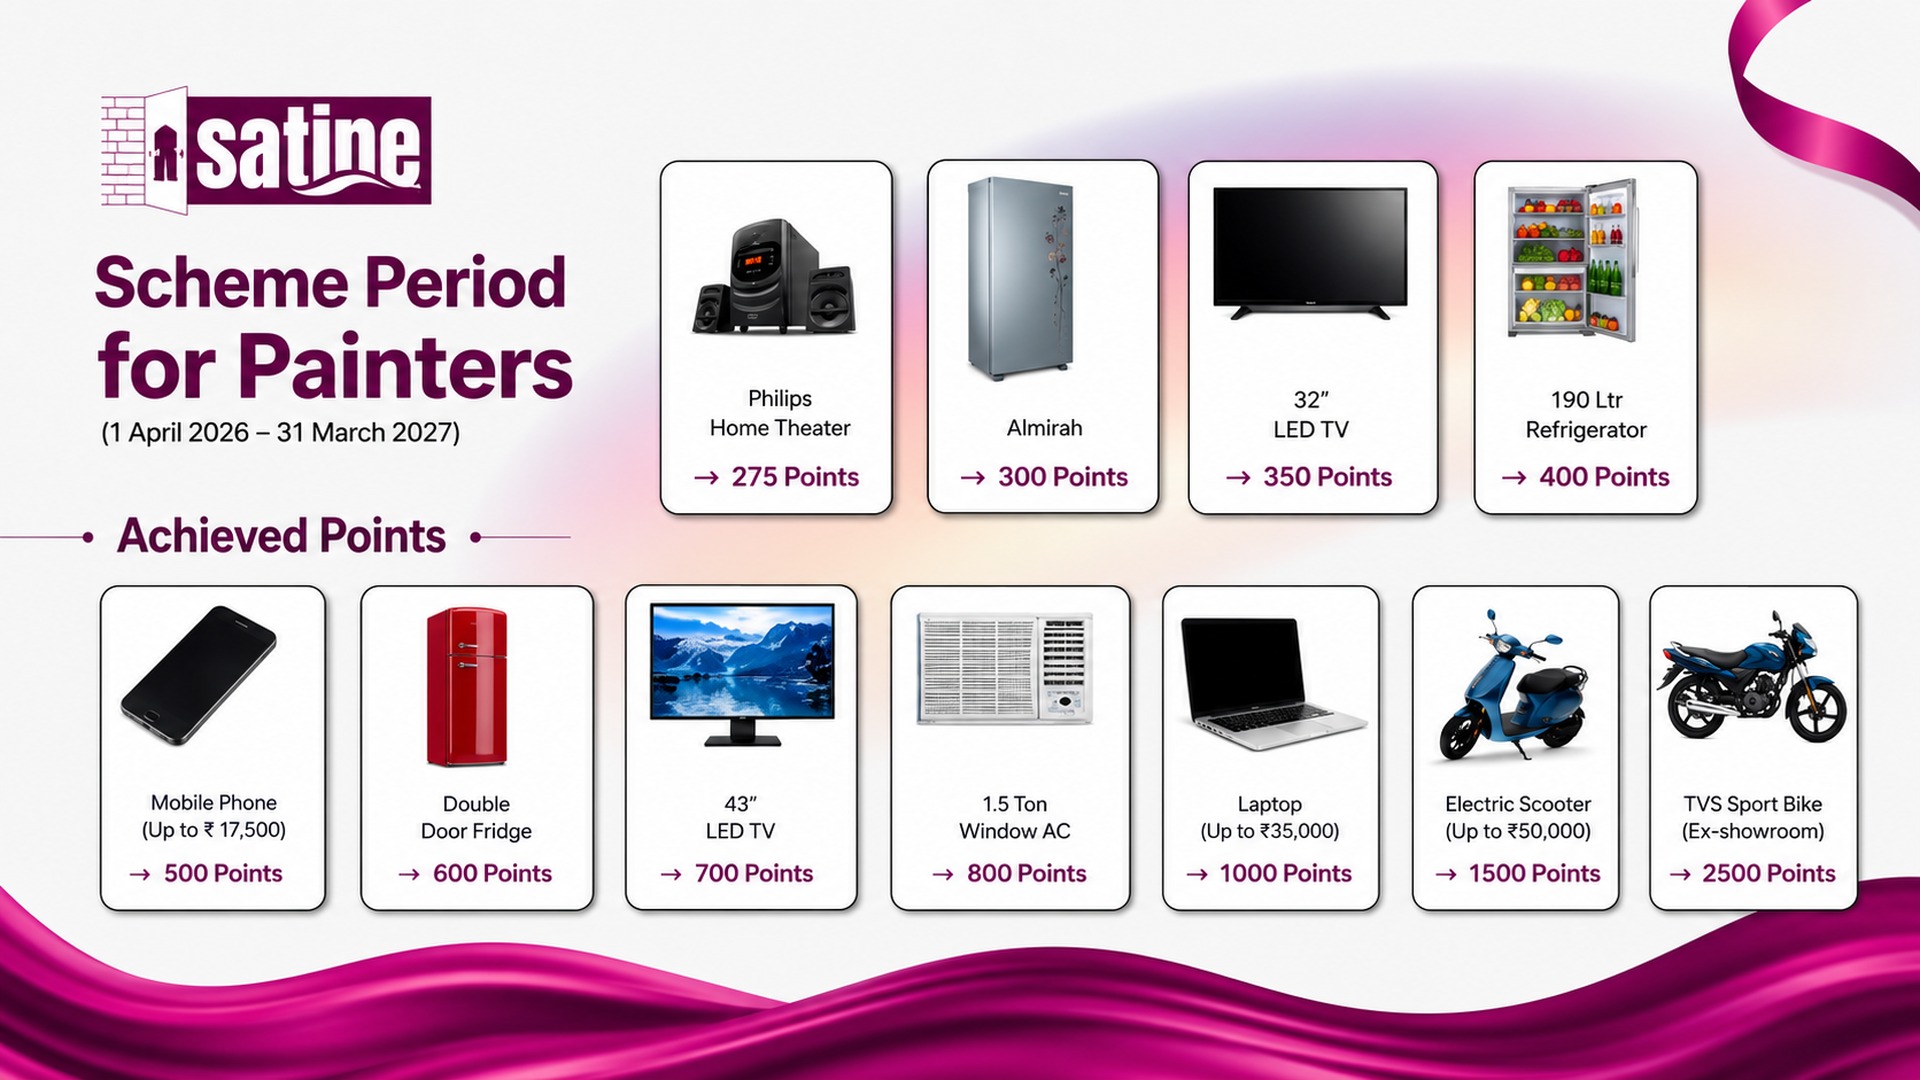 satine
Scheme Period
for Painters
(1 April 2026 – 31 March 2027)
Philips
Home Theater
→ 275 Points
Almirah
→ 300 Points
32”
LED TV
→ 350 Points
190 Ltr
Refrigerator
→ 400 Points
Achieved Points
Mobile Phone
(Up to ₹ 17,500)
→ 500 Points
Double
Door Fridge
→ 600 Points
43”
LED TV
→ 700 Points
1.5 Ton
Window AC
→ 800 Points
Laptop
(Up to ₹35,000)
→ 1000 Points
Electric Scooter
(Up to ₹50,000)
→ 1500 Points
TVS Sport Bike
(Ex-showroom)
→ 2500 Points